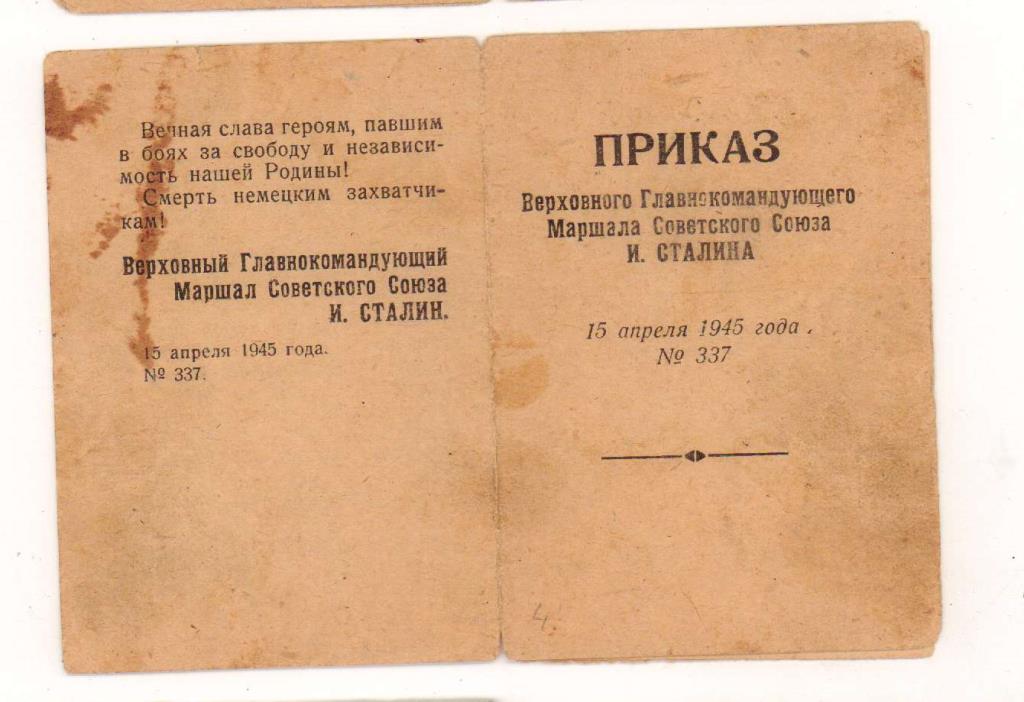 Вечная слава героям, павшим
в боях за свободу и независи-
мость нашей Родины!
Смерть немецким захватчи-
кам!
Верховный Главнокомандующий
Маршал Советского Союза
И. СТАЛИН.
15 апреля 1945 года.
№ 337.
ПРИКАЗ
Верховного Главнокомандующего
Маршала Советского Союза
И. СТАЛИНА
15 апреля 1945 года.
№ 337
4